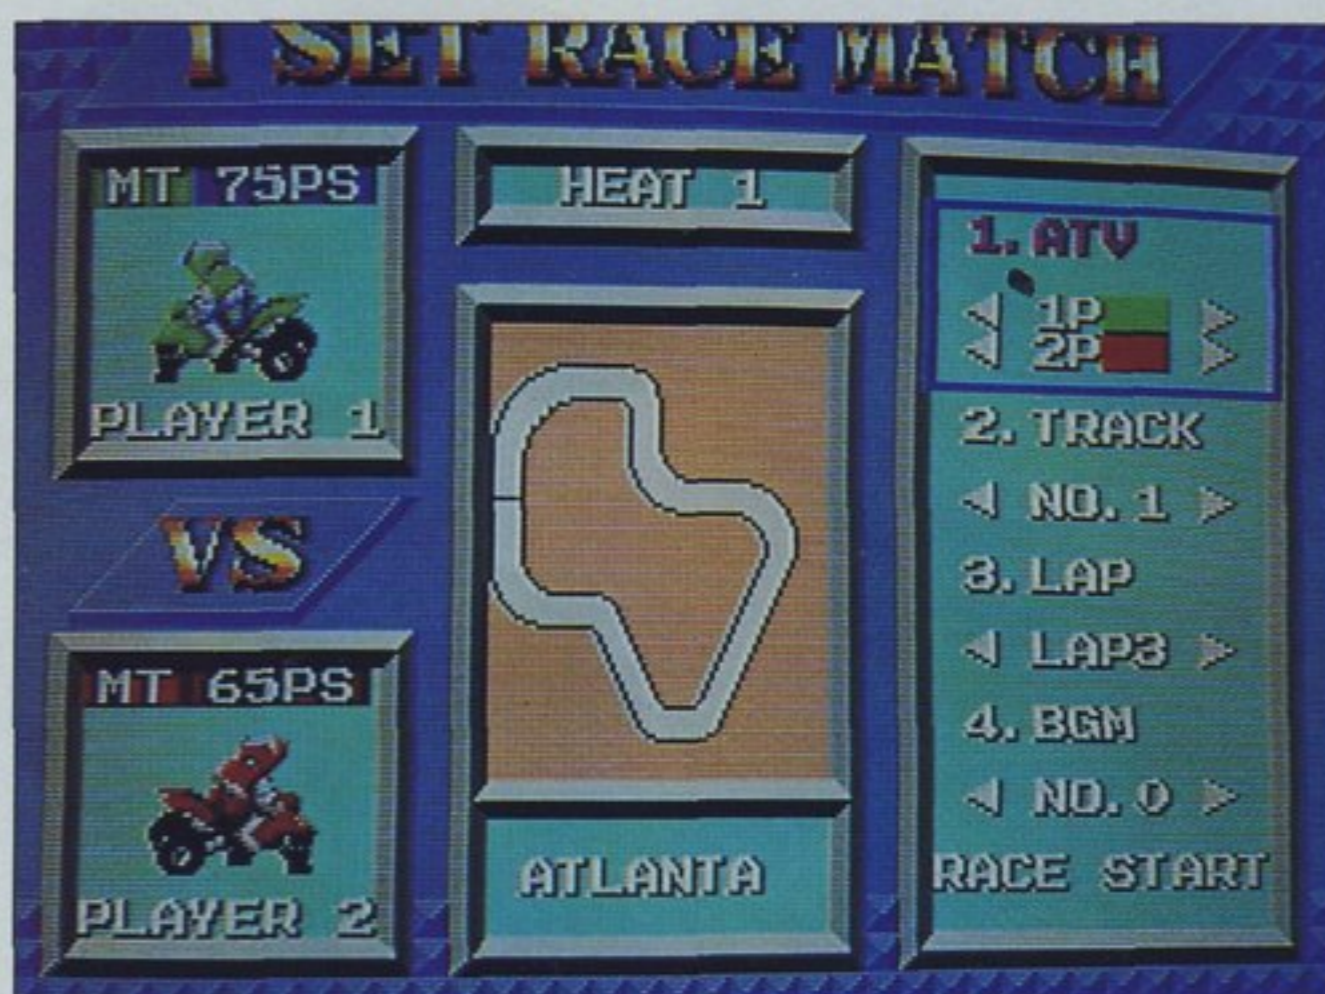 1 SET RACE MATCH
MT 75PS
PLAYER 1
VS
MT 65PS
PLAYER 2
HEAT 1
ATLANTA
1. ATV
1P
2P
2. TRACK
NO. 1
3. LAP
LAP3
4. BGM
NO. 0
RACE START